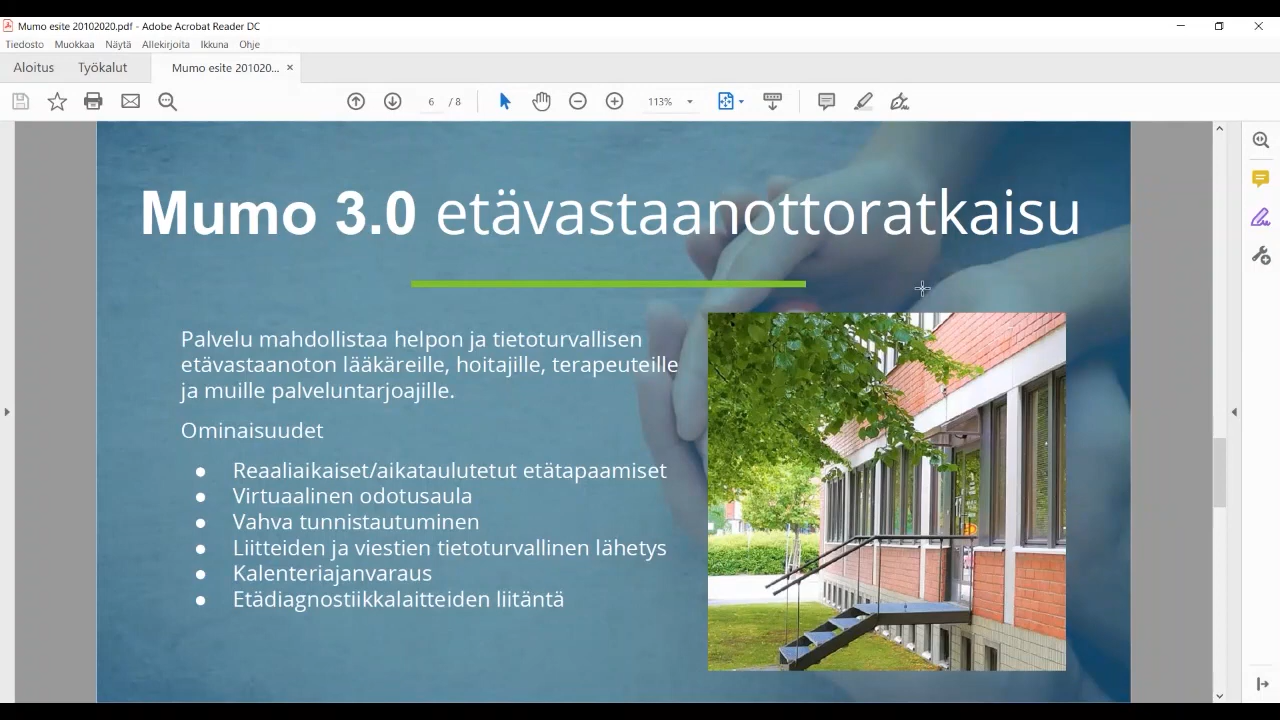 Mumo esite 20102020.pdf - Adobe Acrobat Reader DC
Tiedosto Muokkaa Näytä Allekirjoita Ikkuna Ohje
Aloitus Työkalut Mumo esite 201020... ×
6 / 8 113%
Mumo 3.0 etävastaanottoratkaisu
Palvelu mahdollistaa helpon ja tietoturvallisen
etävastaanoton lääkäreille, hoitajille, terapeuteille
ja muille palveluntarjoajille.
Ominaisuudet
● Reaaliaikaiset/aikataulutetut etätapaamiset
● Virtuaalinen odotusaula
● Vahva tunnistautuminen
● Liitteiden ja viestien tietoturvallinen lähetys
● Kalenteriajanvaraus
● Etädiagnostiikkalaitteiden liitäntä